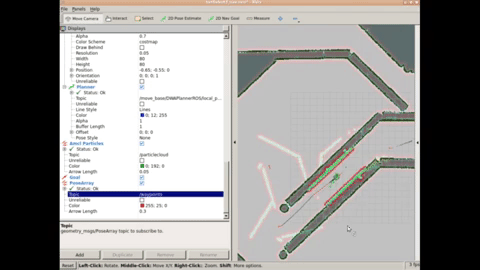 File Panels Help
Move Camera Interact Select 2D Pose Estimate 2D Nav Goal Measure
Displays
Alpha 0.7
Color Scheme costmap
Draw Behind
Resolution 0.05
Width 80
Height 80
Position -0.60; -0.55; 0
Orientation 0; 0; 0; 1
Unreliable
Planner
Status: Ok
Topic /move_base/DWAPlannerROS/local_p...
Unreliable
Line Style Lines
Color 0; 12; 255
Alpha 1
Buffer Length 1
Offset 0; 0; 0
Pose Style None
Amcl Particles
Status: Ok
Topic /particlecloud
Unreliable
Color 0; 192; 0
Arrow Length 0.05
Goal
PoseArray
Status: Ok
Topic /waypoints
Unreliable
Color 255; 25; 0
Arrow Length 0.3
Topic
geometry_msgs/PoseArray topic to subscribe to.
Add Duplicate Remove Rename
Reset Left-Click: Rotate. Middle-Click: Move X/Y. Right-Click: Zoom. Shift: More options.